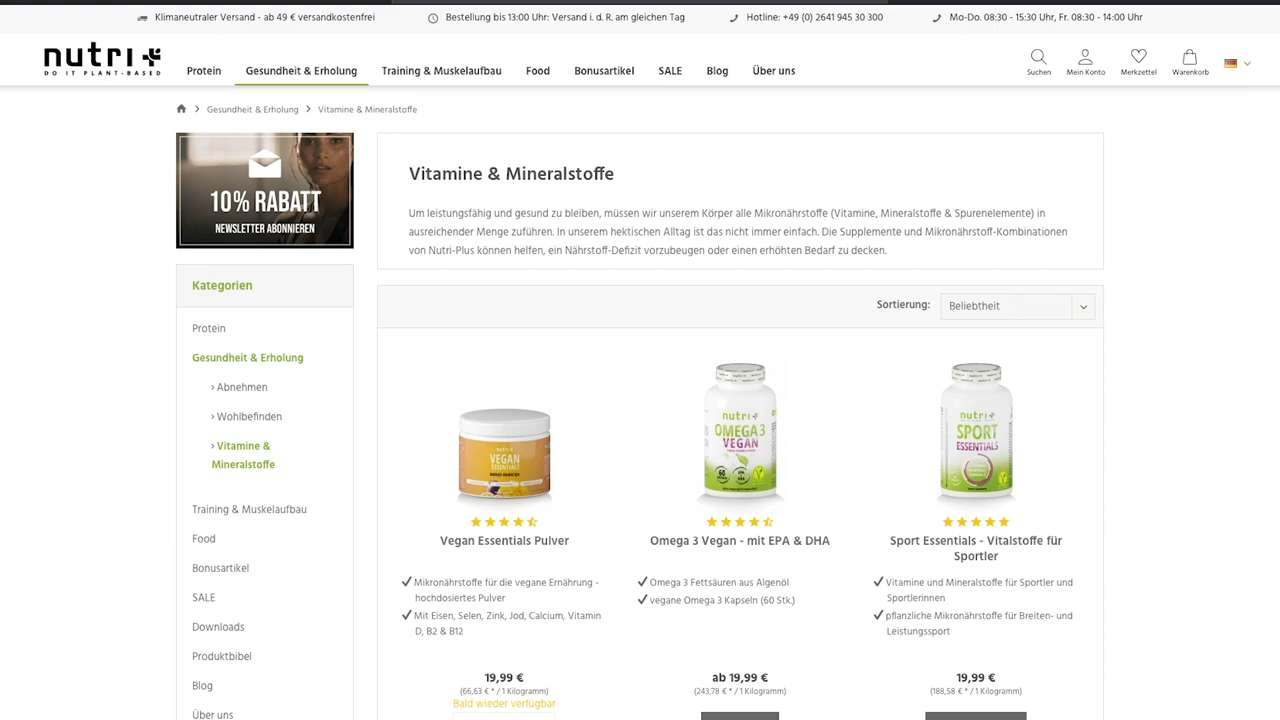 Klimaneutraler Versand - ab 49 € versandkostenfrei
Bestellung bis 13:00 Uhr: Versand i. d. R. am gleichen Tag
Hotline: +49 (0) 2641 945 30 300
Mo-Do. 08:30 - 15:30 Uhr, Fr. 08:30 - 14:00 Uhr
nutri+
DO IT PLANT-BASED
Protein
Gesundheit & Erholung
Training & Muskelaufbau
Food
Bonusartikel
SALE
Blog
Über uns
Suchen
Mein Konto
Merkzettel
Warenkorb
Gesundheit & Erholung
Vitamine & Mineralstoffe
10% RABATT
NEWSLETTER ABONNIEREN
Kategorien
Protein
Gesundheit & Erholung
› Abnehmen
› Wohlbefinden
› Vitamine &
Mineralstoffe
Training & Muskelaufbau
Food
Bonusartikel
SALE
Downloads
Produktbibel
Blog
Über uns
Vitamine & Mineralstoffe
Um leistungsfähig und gesund zu bleiben, müssen wir unserem Körper alle Mikronährstoffe (Vitamine, Mineralstoffe & Spurenelemente) in
ausreichender Menge zuführen. In unserem hektischen Alltag ist das nicht immer einfach. Die Supplemente und Mikronährstoff-Kombinationen
von Nutri-Plus können helfen, ein Nährstoff-Defizit vorzubeugen oder einen erhöhten Bedarf zu decken.
Sortierung:
Beliebtheit
nutri+
VEGAN
ESSENTIALS
Vegan Essentials Pulver
✔ Mikronährstoffe für die vegane Ernährung -
hochdosiertes Pulver
✔ Mit Eisen, Selen, Zink, Jod, Calcium, Vitamin
D, B2 & B12
19,99 €
(66,63 € * / 1 Kilogramm)
Bald wieder verfügbar
nutri+
OMEGA 3
VEGAN
60
Omega 3 Vegan - mit EPA & DHA
✔ Omega 3 Fettsäuren aus Algenöl
✔ vegane Omega 3 Kapseln (60 Stk.)
ab 19,99 €
(243,78 € * / 1 Kilogramm)
nutri+
SPORT
ESSENTIALS
Sport Essentials - Vitalstoffe für
Sportler
✔ Vitamine und Mineralstoffe für Sportler und
Sportlerinnen
✔ pflanzliche Mikronährstoffe für Breiten- und
Leistungssport
19,99 €
(188,58 € * / 1 Kilogramm)